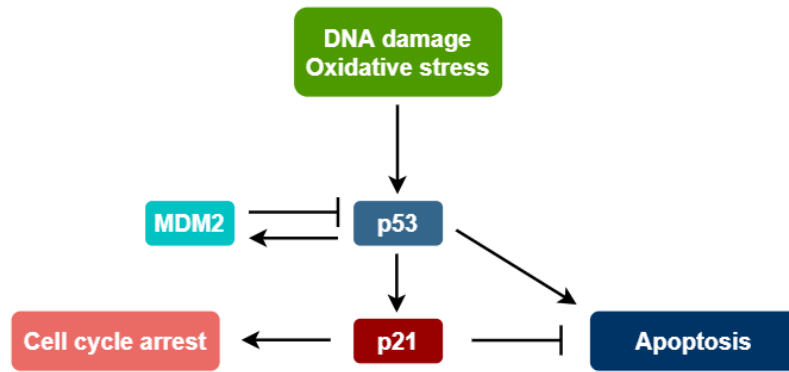 DNA damage
Oxidative stress
MDM2
p53
Cell cycle arrest
p21
Apoptosis